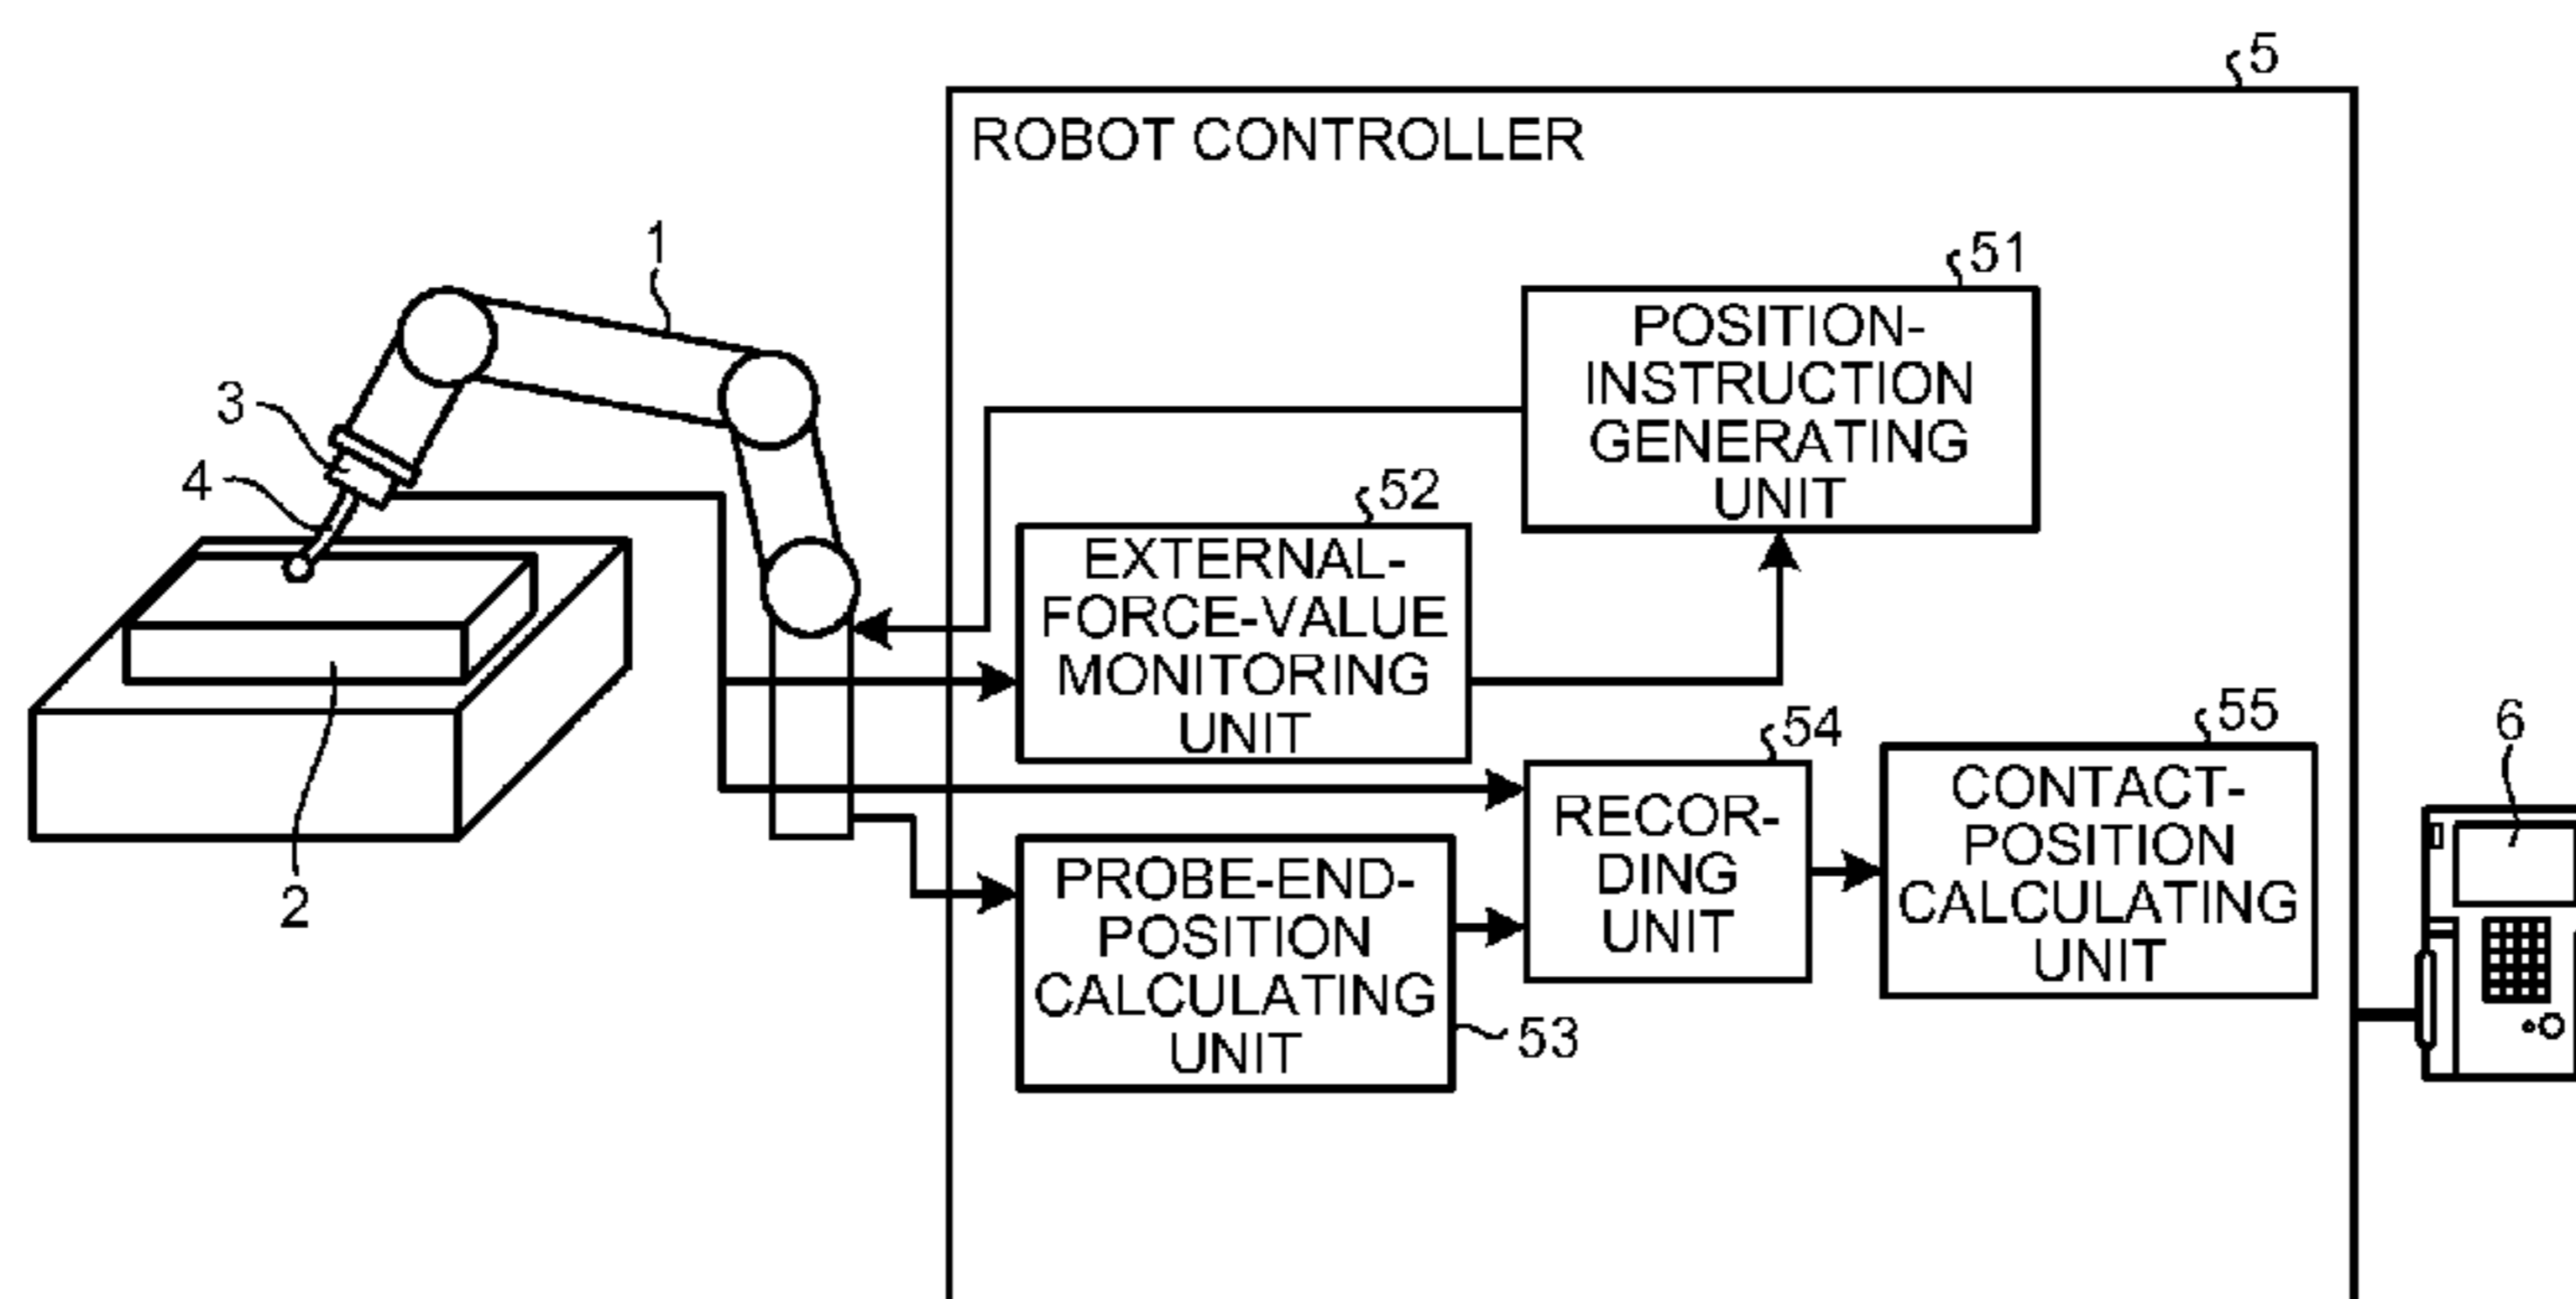 5
ROBOT CONTROLLER
1
51
POSITION-
INSTRUCTION
GENERATING
UNIT
3
4
52
EXTERNAL-
FORCE-VALUE
MONITORING
UNIT
2
54
RECOR-
DING
UNIT
55
CONTACT-
POSITION
CALCULATING
UNIT
6
PROBE-END-
POSITION
CALCULATING
UNIT
53